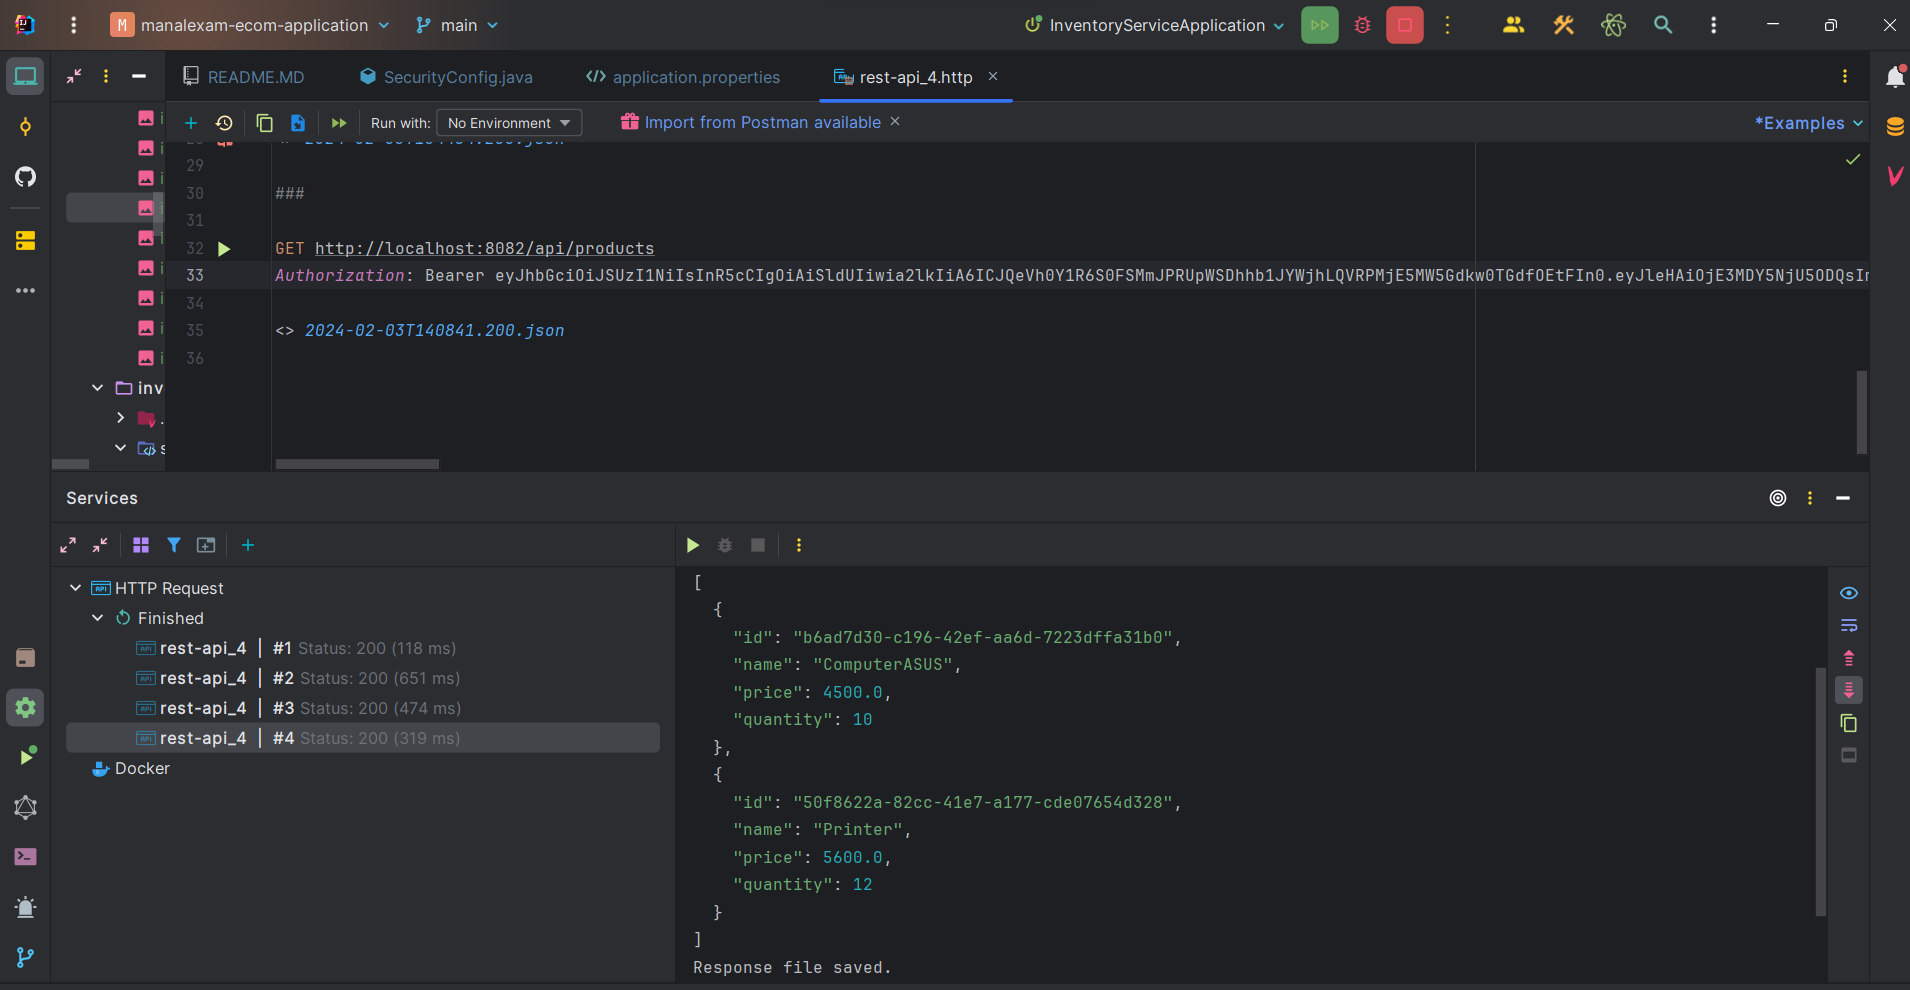 M manalexam-ecom-application main InventoryServiceApplication
README.MD SecurityConfig.java application.properties rest-api_4.http
Run with: No Environment Import from Postman available *Examples
29
30 ###
31
32 GET http://localhost:8082/api/products
33 Authorization: Bearer
34
35 <> 2024-02-03T140841.200.json
36
inv
Services
HTTP Request
Finished
rest-api_4 | #1 Status: 200 (118 ms)
rest-api_4 | #2 Status: 200 (651 ms)
rest-api_4 | #3 Status: 200 (474 ms)
rest-api_4 | #4 Status: 200 (319 ms)
Docker
[
{
"id": "b6ad7d30-c196-42ef-aa6d-7223dffa31b0",
"name": "ComputerASUS",
"price": 4500.0,
"quantity": 10
},
{
"id": "50f8622a-82cc-41e7-a177-cde07654d328",
"name": "Printer",
"price": 5600.0,
"quantity": 12
}
]
Response file saved.